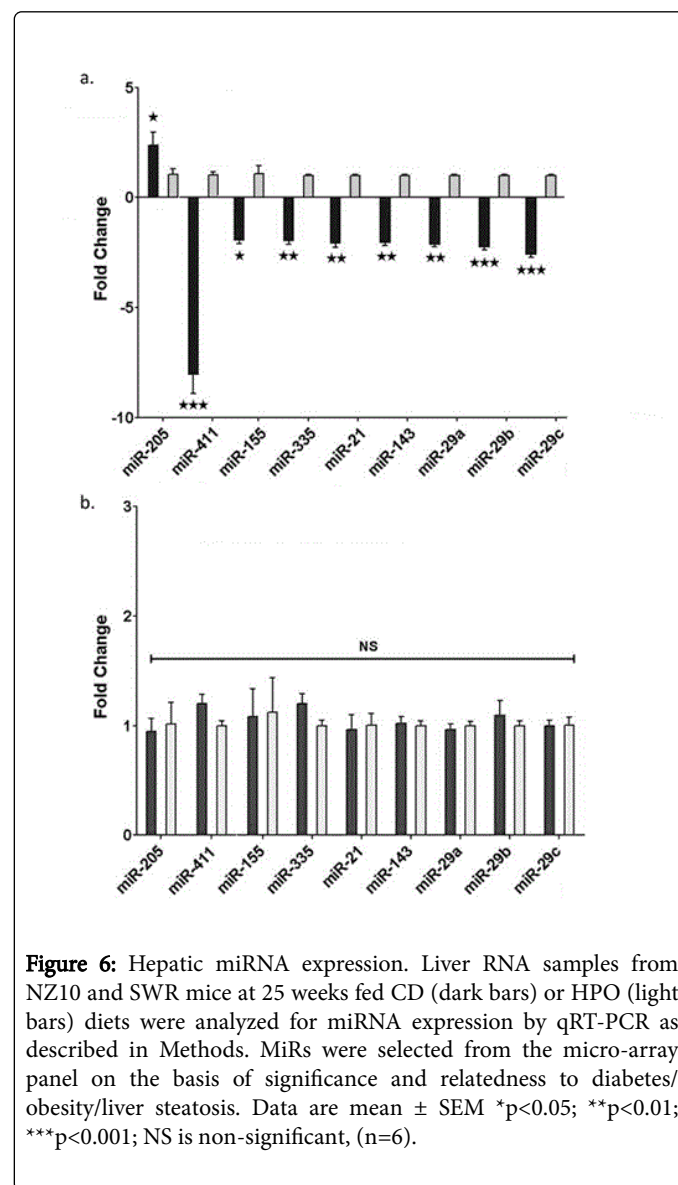 a.
5
0
-5
-10
Fold Change
★
★★★
★
★★
★★
★★
★★
★★★
★★★
miR-205
miR-411
miR-155
miR-335
miR-21
miR-143
miR-29a
miR-29b
miR-29c
b.
3
2
1
0
Fold Change
NS
miR-205
miR-411
miR-155
miR-335
miR-21
miR-143
miR-29a
miR-29b
miR-29c
Figure 6: Hepatic miRNA expression. Liver RNA samples from
NZ10 and SWR mice at 25 weeks fed CD (dark bars) or HPO (light
bars) diets were analyzed for miRNA expression by qRT-PCR as
described in Methods. MiRs were selected from the micro-array
panel on the basis of significance and relatedness to diabetes/
obesity/liver steatosis. Data are mean ± SEM *p<0.05; **p<0.01;
***p<0.001; NS is non-significant, (n=6).